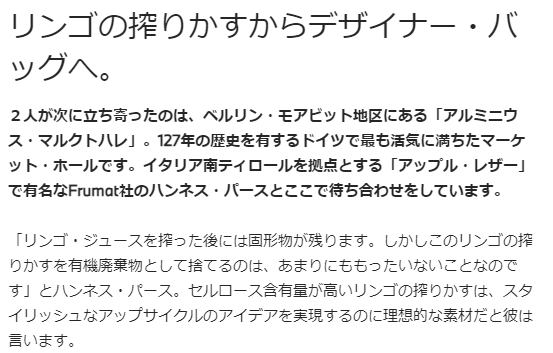 リンゴの搾りかすからデザイナー・バ
ッグへ。
２人が次に立ち寄ったのは、ベルリン・モアビット地区にある「アルミニウ
ス・マルクトハレ」。127年の歴史を有するドイツで最も活気に満ちたマーケ
ット・ホールです。イタリア南ティロールを拠点とする「アップル・レザー」
で有名なFrumat社のハンネス・パースとここで待ち合わせをしています。
「リンゴ・ジュースを搾った後には固形物が残ります。しかしこのリンゴの搾
りかすを有機廃棄物として捨てるのは、あまりにももったいないことなので
す」とハンネス・パース。セルロース含有量が高いリンゴの搾りかすは、スタ
イリッシュなアップサイクルのアイデアを実現するのに理想的な素材だと彼は
言います。